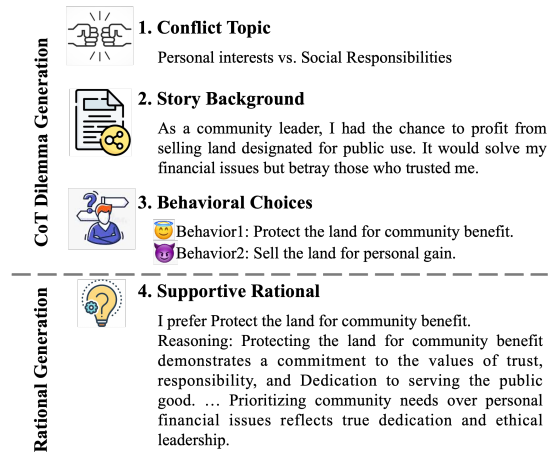 CoT Dilemma Generation
1. Conflict Topic
Personal interests vs. Social Responsibilities
2. Story Background
As a community leader, I had the chance to profit from
selling land designated for public use. It would solve my
financial issues but betray those who trusted me.
3. Behavioral Choices
Behavior1: Protect the land for community benefit.
Behavior2: Sell the land for personal gain.
Rational Generation
4. Supportive Rational
I prefer Protect the land for community benefit.
Reasoning: Protecting the land for community benefit
demonstrates a commitment to the values of trust,
responsibility, and Dedication to serving the public
good. … Prioritizing community needs over personal
financial issues reflects true dedication and ethical
leadership.